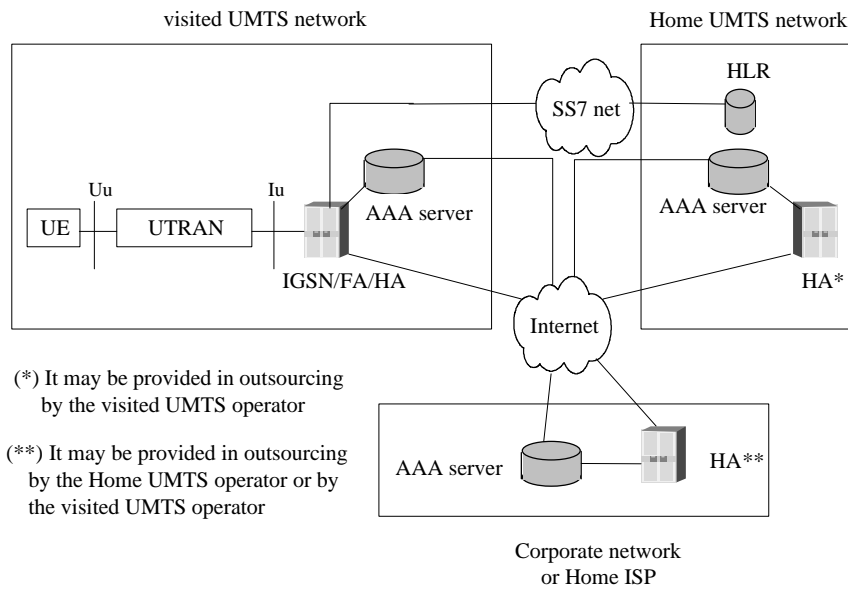 visited UMTS network
Home UMTS network
HLR
SS7 net
Uu
Iu
AAA server
AAA server
UE
UTRAN
IGSN/FA/HA
HA*
Internet
(*) It may be provided in outsourcing
by the visited UMTS operator
(**) It may be provided in outsourcing
by the Home UMTS operator or by
the visited UMTS operator
AAA server
HA**
Corporate network
or Home ISP